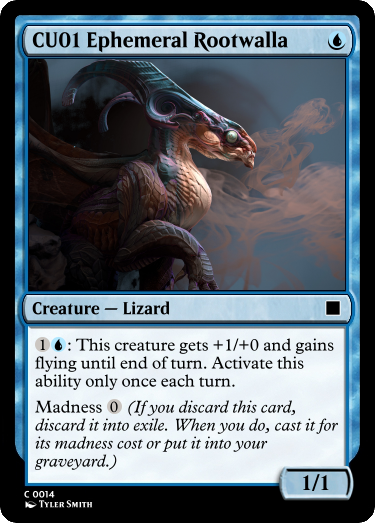 CU01 Ephemeral Rootwalla
Creature — Lizard
1: This creature gets +1/+0 and gains
flying until end of turn. Activate this
ability only once each turn.
Madness 0 (If you discard this card,
discard it into exile. When you do, cast it for
its madness cost or put it into your
graveyard.)
1/1
C 0014
Tyler Smith